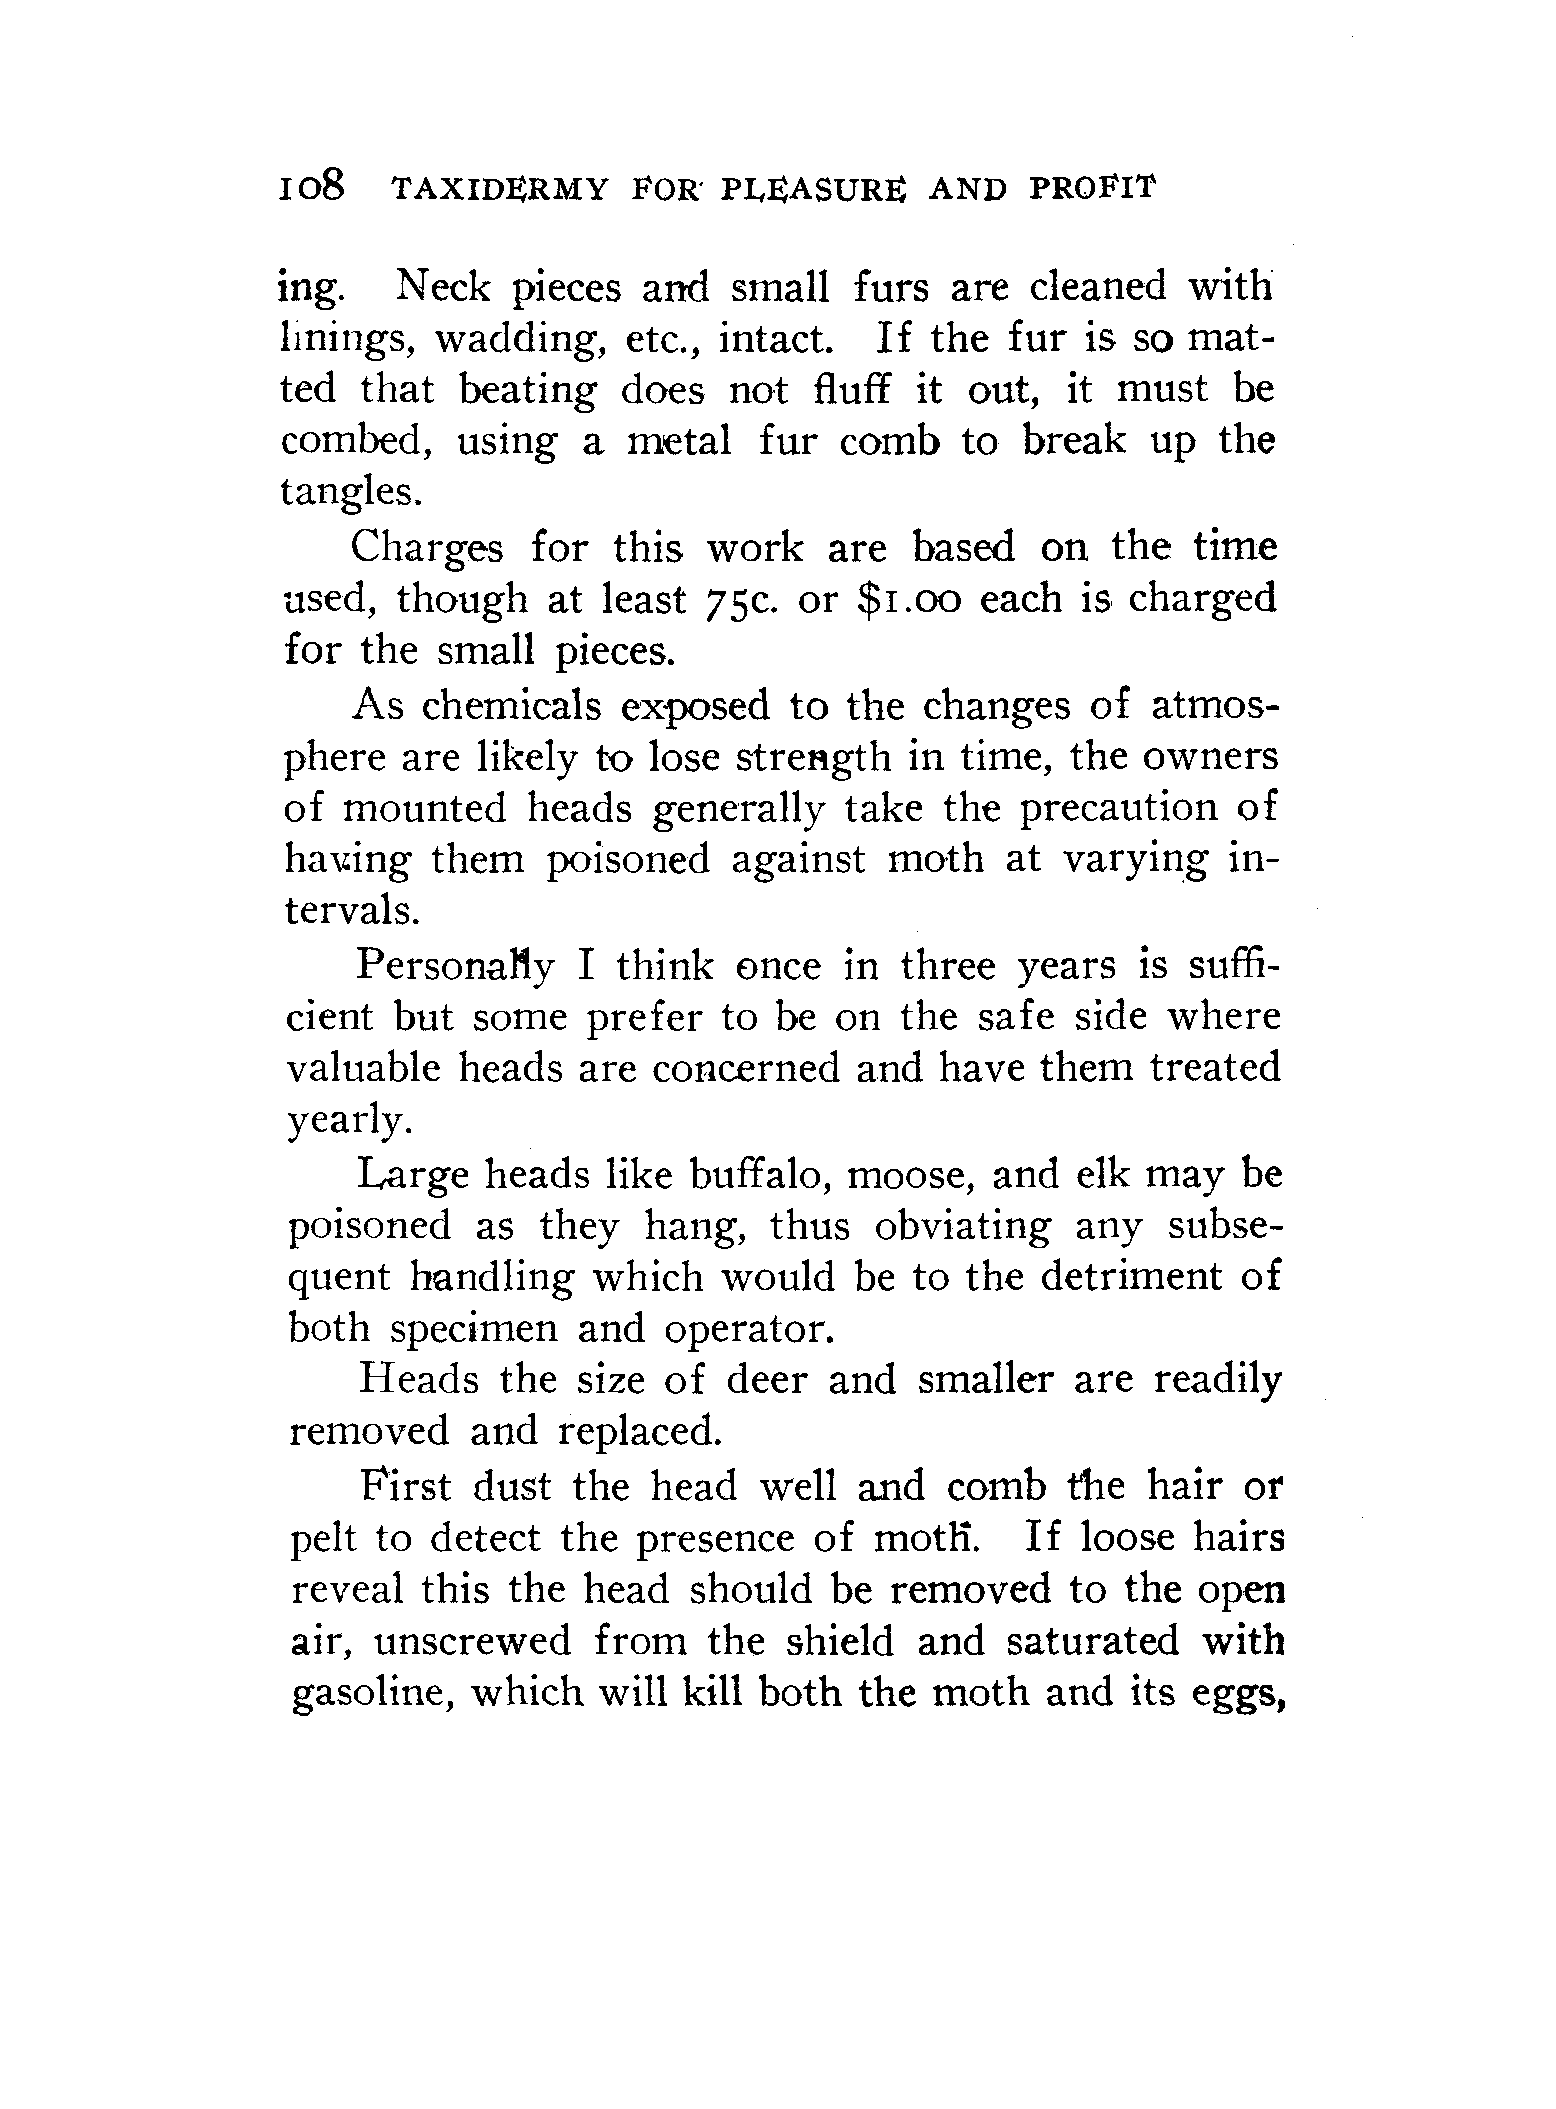 108 TAXIDERMY FOR PLEASURE AND PROFIT
ing. Neck pieces and small furs are cleaned with
linings, wadding, etc., intact. If the fur is so mat-
ted that beating does not fluff it out, it must be
combed, using a metal fur comb to break up the
tangles.
Charges for this work are based on the time
used, though at least 75c. or $1.00 each is charged
for the small pieces.
As chemicals exposed to the changes of atmos-
phere are likely to lose strength in time, the owners
of mounted heads generally take the precaution of
having them poisoned against moth at varying in-
tervals.
Personally I think once in three years is suffi-
cient but some prefer to be on the safe side where
valuable heads are concerned and have them treated
yearly.
Large heads like buffalo, moose, and elk may be
poisoned as they hang, thus obviating any subse-
quent handling which would be to the detriment of
both specimen and operator.
Heads the size of deer and smaller are readily
removed and replaced.
First dust the head well and comb the hair or
pelt to detect the presence of moth. If loose hairs
reveal this the head should be removed to the open
air, unscrewed from the shield and saturated with
gasoline, which will kill both the moth and its eggs,